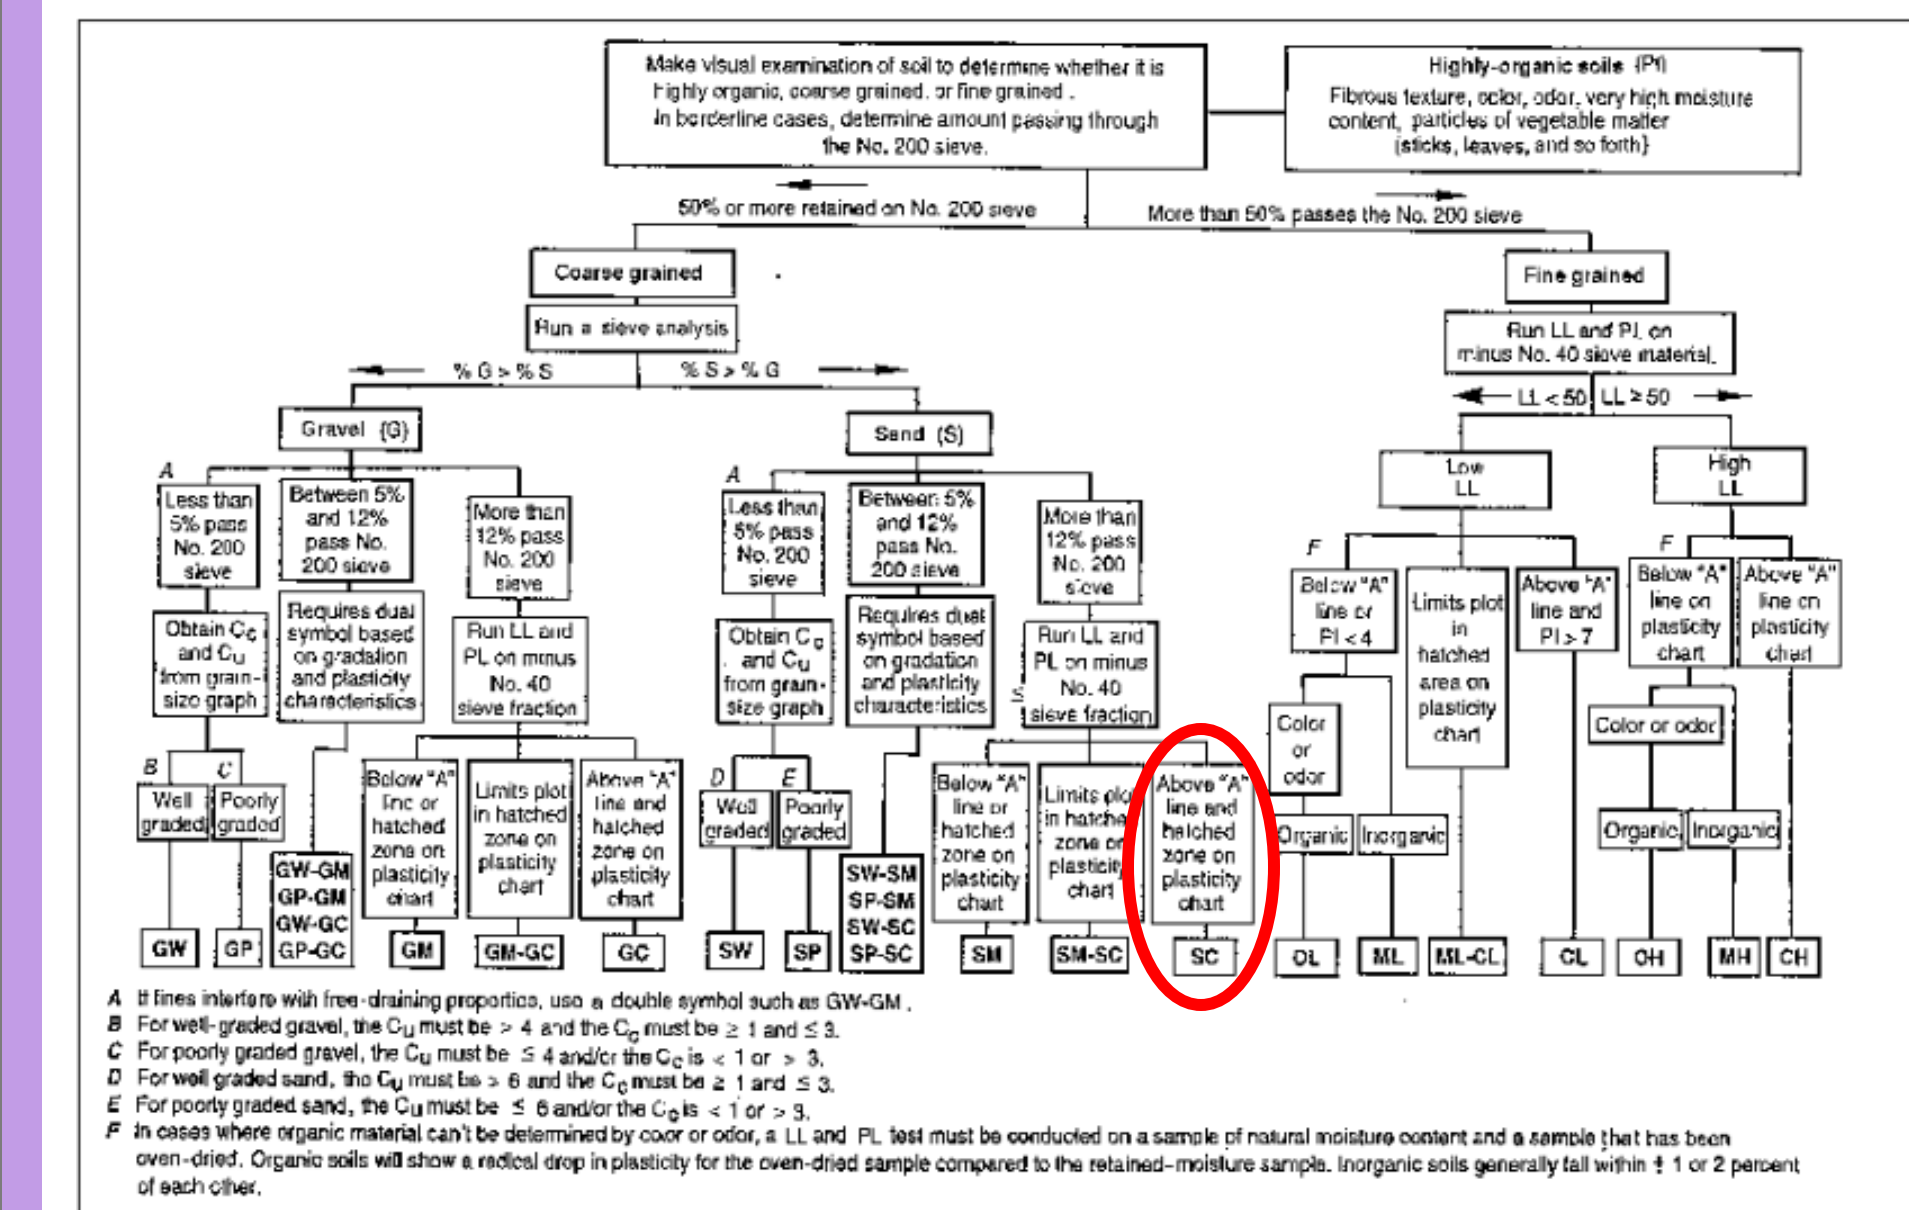 Make visual examination of soil to determine whether it is
highly organic, coarse grained, or fine grained.
In borderline cases, determine amount passing through
the No. 200 sieve.
Highly-organic soils (Pt)
Fibrous texture, color, odor, very high moisture
content, particles of vegetable matter
(sticks, leaves, and so forth)
50% or more retained on No. 200 sieve
More than 50% passes the No. 200 sieve
Coarse grained
Fine grained
Run a sieve analysis
Run LL and PL on
minus No. 40 sieve material.
% G > % S
% S > % G
LL < 50
LL ≥ 50
Gravel (G)
Sand (S)
Low
LL
High
LL
A
Less than
5% pass
No. 200
sieve
Between 5%
and 12%
pass No.
200 sieve
More than
12% pass
No. 200
sieve
A
Less than
5% pass
No. 200
sieve
Between 5%
and 12%
pass No.
200 sieve
More than
12% pass
No. 200
sieve
F
Below "A"
line or
PI < 4
Limits plot
in
hatched
area on
plasticity
chart
Above "A"
line and
PI > 7
F
Below "A"
line on
plasticity
chart
Above "A"
line on
plasticity
chart
Obtain Cc
and Cu
from grain-
size graph
Requires dual
symbol based
on gradation
and plasticity
characteristics
Run LL and
PL on minus
No. 40
sieve fraction
Obtain Cc
and Cu
from grain-
size graph
Requires dual
symbol based
on gradation
and plasticity
characteristics
Run LL and
PL on minus
No. 40
sieve fraction
Color
or
odor
Color or odor
B
Well
graded
C
Poorly
graded
Below "A"
line or
hatched
zone on
plasticity
chart
Limits plot
in hatched
zone on
plasticity
chart
Above "A"
line and
hatched
zone on
plasticity
chart
D
Well
graded
E
Poorly
graded
Below "A"
line or
hatched
zone on
plasticity
chart
Limits plot
in hatched
zone on
plasticity
chart
Above "A"
line and
hatched
zone on
plasticity
chart
Organic
Inorganic
Organic
Inorganic
GW
GP
GW-GM
GP-GM
GW-GC
GP-GC
GM
GM-GC
GC
SW
SP
SW-SM
SP-SM
SW-SC
SP-SC
SM
SM-SC
SC
OL
ML
ML-CL
CL
OH
MH
CH
A If fines interfere with free-draining properties, use a double symbol such as GW-GM.
B For well-graded gravel, the Cu must be > 4 and the Cc must be ≥ 1 and ≤ 3.
C For poorly graded gravel, the Cu must be ≤ 4 and/or the Cc is < 1 or > 3.
D For well graded sand, the Cu must be > 6 and the Cc must be ≥ 1 and ≤ 3.
E For poorly graded sand, the Cu must be ≤ 6 and/or the Cc is < 1 or > 3.
F In cases where organic material can't be determined by color or odor, a LL and PL test must be conducted on a sample of natural moisture content and a sample that has been
oven-dried. Organic soils will show a radical drop in plasticity for the oven-dried sample compared to the retained-moisture sample. Inorganic soils generally fall within ± 1 or 2 percent
of each other.